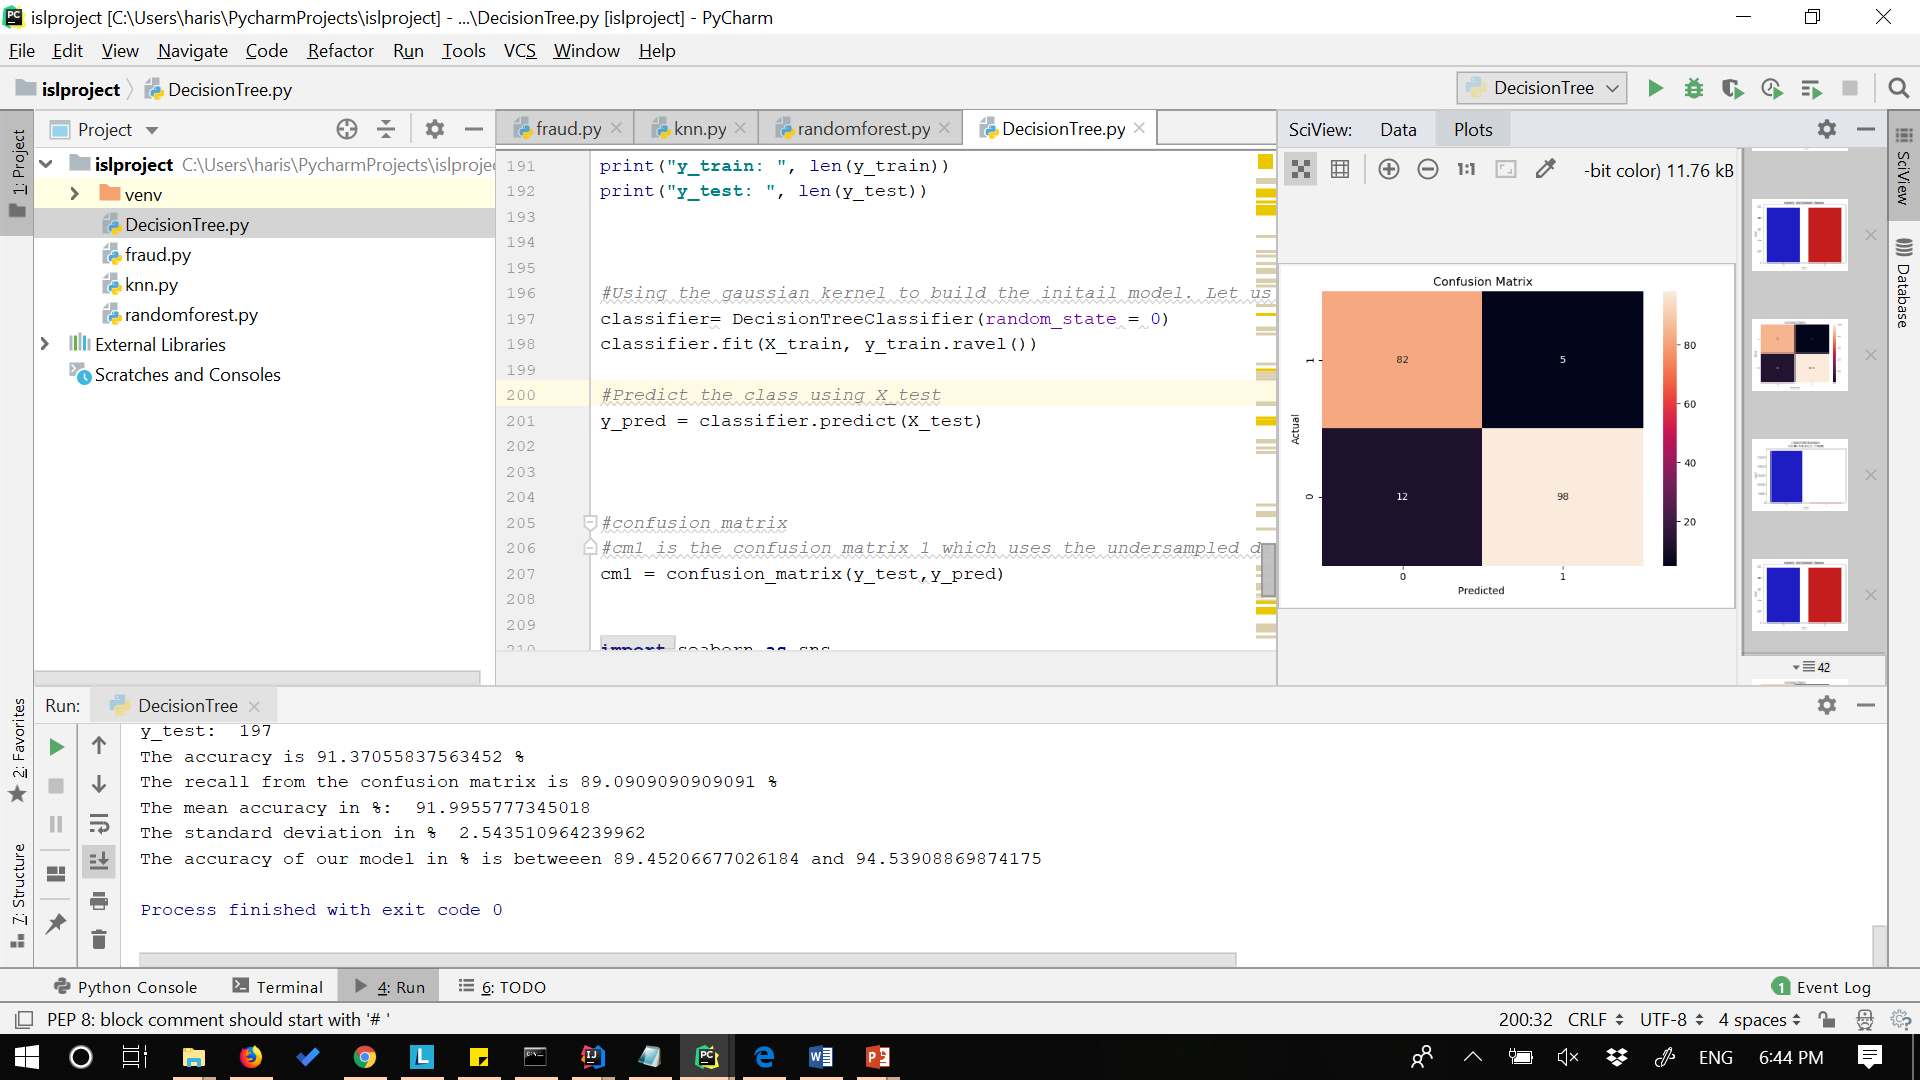 islproject [C:\Users\haris\PycharmProjects\islproject] - ...\DecisionTree.py [islproject] - PyCharm
File Edit View Navigate Code Refactor Run Tools VCS Window Help
islproject DecisionTree.py
DecisionTree
Project
fraud.py knn.py randomforest.py DecisionTree.py
SciView: Data Plots
1: Project
islproject C:\Users\haris\PycharmProjects\islproje
venv
DecisionTree.py
fraud.py
knn.py
randomforest.py
External Libraries
Scratches and Consoles
191 print("y_train: ", len(y_train))
192 print("y_test: ", len(y_test))
193
194
195
196 #Using the gaussian kernel to build the initail model. Let us
197 classifier= DecisionTreeClassifier(random_state = 0)
198 classifier.fit(X_train, y_train.ravel())
199
200 #Predict the class using X_test
201 y_pred = classifier.predict(X_test)
202
203
204
205 #confusion matrix
206 #cm1 is the confusion matrix 1 which uses the undersampled d
207 cm1 = confusion_matrix(y_test,y_pred)
208
209
210 import seaborn as sns
1:1 -bit color) 11.76 kB
Confusion Matrix
82 5
12 98
1
0
Actual
0 1
Predicted
80
60
40
20
42
SciView
Database
2: Favorites
7: Structure
Run: DecisionTree
y_test: 197
The accuracy is 91.37055837563452 %
The recall from the confusion matrix is 89.0909090909091 %
The mean accuracy in %: 91.9955777345018
The standard deviation in % 2.543510964239962
The accuracy of our model in % is betweeen 89.45206677026184 and 94.53908869874175
Process finished with exit code 0
Python Console Terminal 4: Run 6: TODO
1 Event Log
PEP 8: block comment should start with '# '
200:32 CRLF UTF-8 4 spaces
ENG 6:44 PM